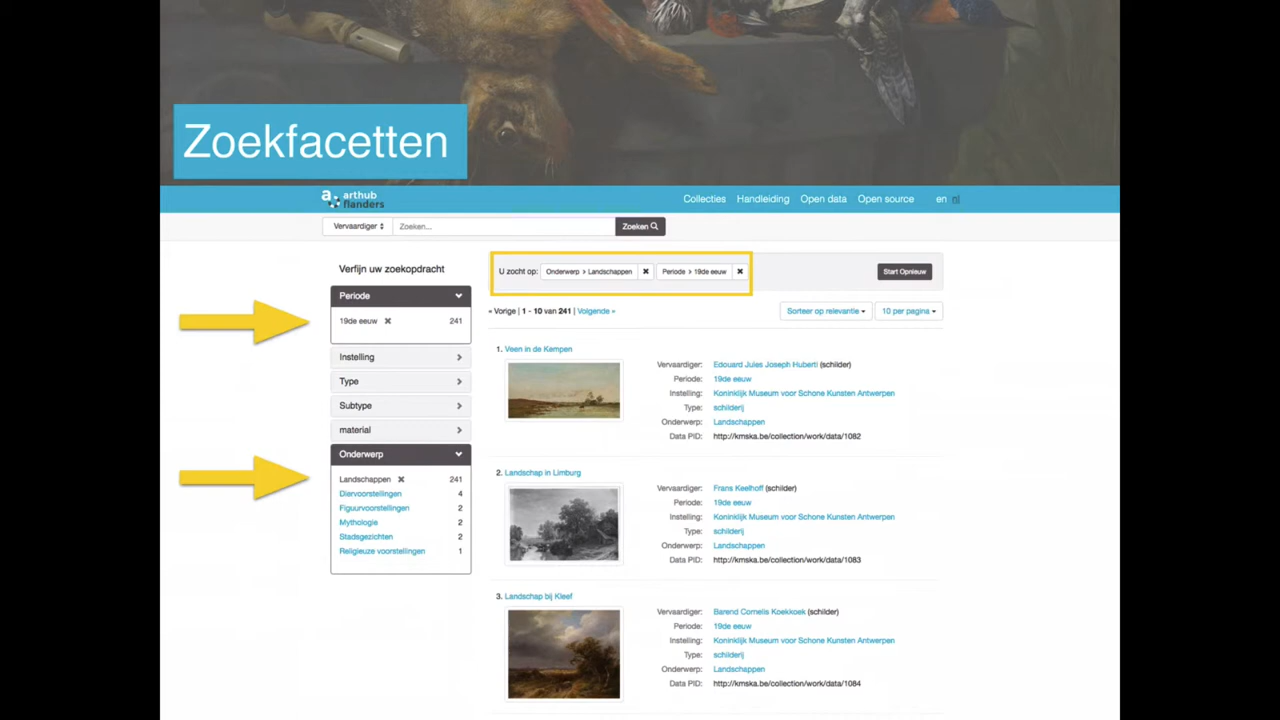 Zoekfacetten
arthub
flanders
Collecties Handleiding Open data Open source en nl
Vervaardiger Zoeken... Zoeken
Verfijn uw zoekopdracht
Periode
19de eeuw ✖ 241
Instelling
Type
Subtype
material
Onderwerp
Landschappen ✖ 241
Diervoorstellingen 4
Figuurvoorstellingen 2
Mythologie 2
Stadsgezichten 2
Religieuze voorstellingen 1
U zocht op: Onderwerp > Landschappen ✖ Periode > 19de eeuw ✖ Start Opnieuw
« Vorige | 1 - 10 van 241 | Volgende » Sorteer op relevantie 10 per pagina
1. Veen in de Kempen
Vervaardiger: Edouard Jules Joseph Huberti (schilder)
Periode: 19de eeuw
Instelling: Koninklijk Museum voor Schone Kunsten Antwerpen
Type: schilderij
Onderwerp: Landschappen
Data PID: http://kmska.be/collection/work/data/1082
2. Landschap in Limburg
Vervaardiger: Frans Keelhoff (schilder)
Periode: 19de eeuw
Instelling: Koninklijk Museum voor Schone Kunsten Antwerpen
Type: schilderij
Onderwerp: Landschappen
Data PID: http://kmska.be/collection/work/data/1083
3. Landschap bij Kleef
Vervaardiger: Barend Cornelis Koekkoek (schilder)
Periode: 19de eeuw
Instelling: Koninklijk Museum voor Schone Kunsten Antwerpen
Type: schilderij
Onderwerp: Landschappen
Data PID: http://kmska.be/collection/work/data/1084